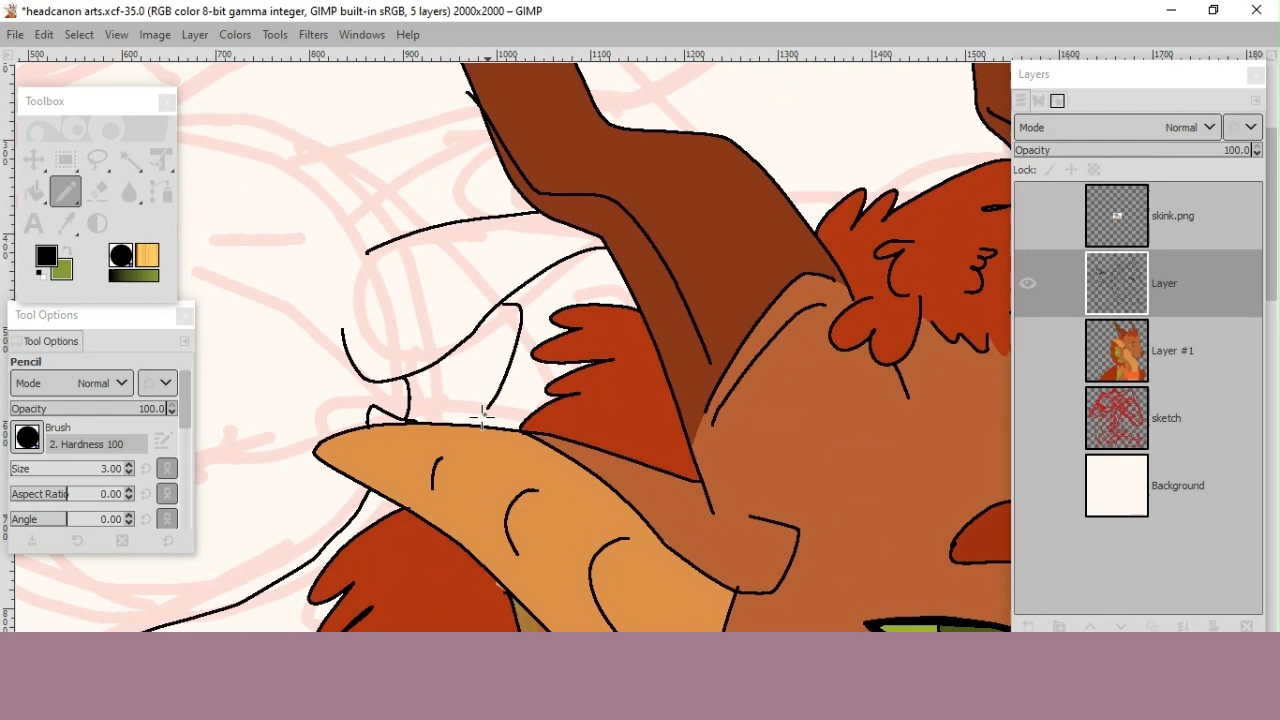 *headcanon arts.xcf-35.0 (RGB color 8-bit gamma integer, GIMP built-in sRGB, 5 layers) 2000x2000 – GIMP
File Edit Select View Image Layer Colors Tools Filters Windows Help
500 600 700 800 900 1000 1100 1200 1300 1400 1500 1600 1700
Toolbox
Layers
Mode Normal
Opacity 100.0
Lock:
skink.png
Layer
Layer #1
sketch
Background
Tool Options
Tool Options
Pencil
Mode Normal
Opacity 100.0
Brush
2. Hardness 100
Size 3.00
Aspect Ratio 0.00
Angle 0.00